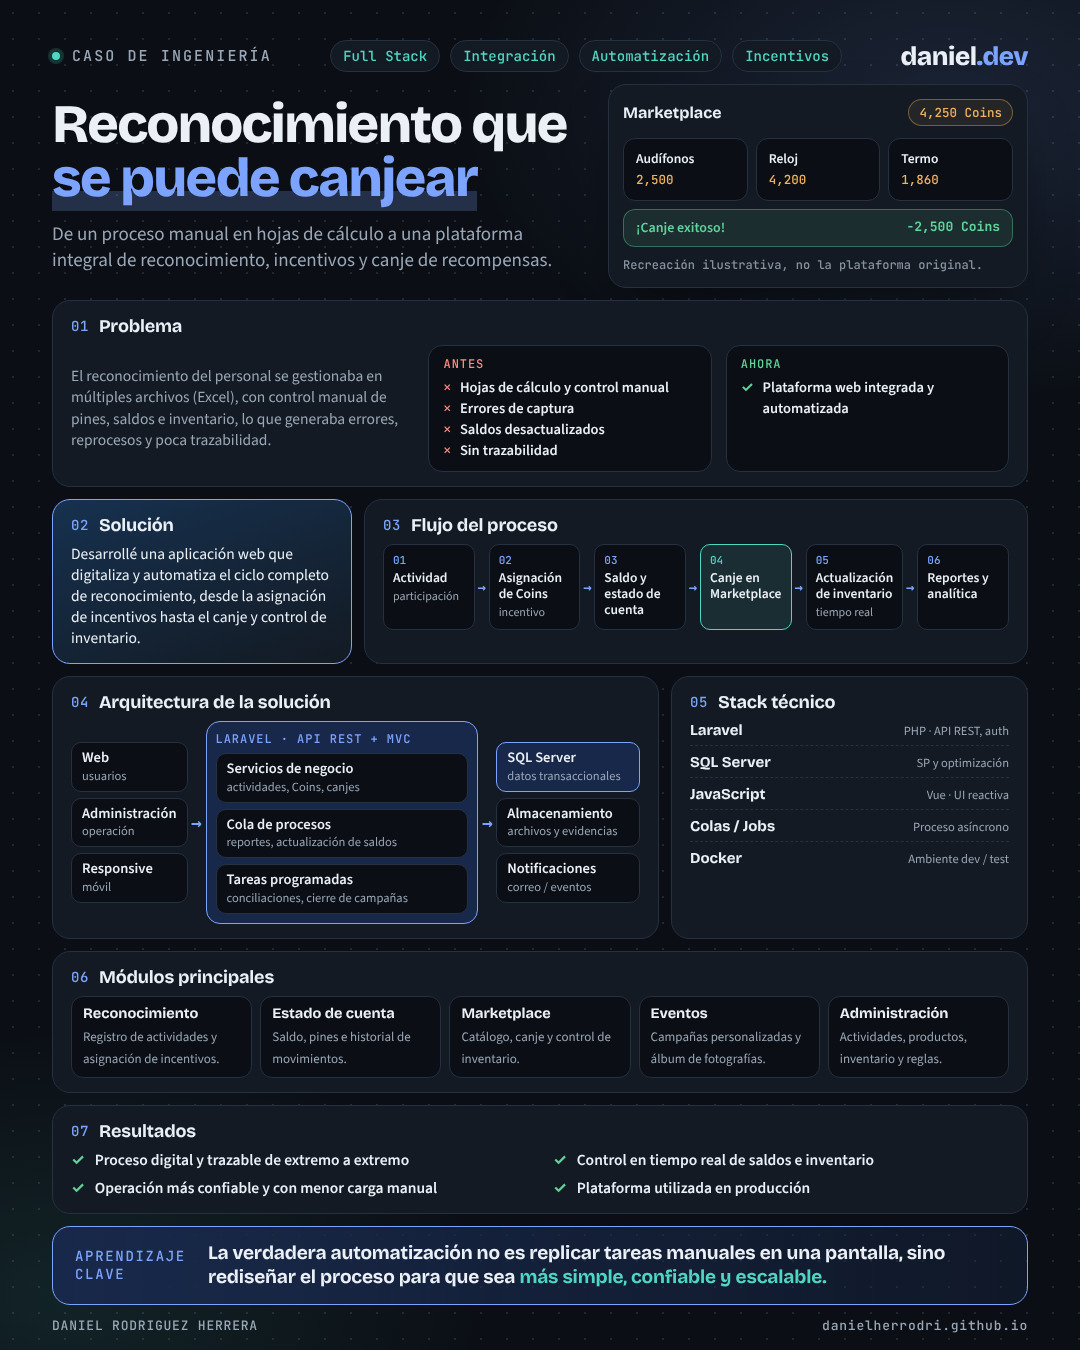 CASO DE INGENIERÍA
Full Stack
Integración
Automatización
Incentivos
daniel.dev
Reconocimiento que
se puede canjear
De un proceso manual en hojas de cálculo a una plataforma
integral de reconocimiento, incentivos y canje de recompensas.
Marketplace
4,250 Coins
Audífonos
2,500
Reloj
4,200
Termo
1,860
¡Canje exitoso!
-2,500 Coins
Recreación ilustrativa, no la plataforma original.
01 Problema
El reconocimiento del personal se gestionaba en
múltiples archivos (Excel), con control manual de
pines, saldos e inventario, lo que generaba errores,
reprocesos y poca trazabilidad.
ANTES
× Hojas de cálculo y control manual
× Errores de captura
× Saldos desactualizados
× Sin trazabilidad
AHORA
✓ Plataforma web integrada y
automatizada
02 Solución
Desarrollé una aplicación web que
digitaliza y automatiza el ciclo completo
de reconocimiento, desde la asignación
de incentivos hasta el canje y control de
inventario.
03 Flujo del proceso
01
Actividad
participación
→
02
Asignación
de Coins
incentivo
→
03
Saldo y
estado de
cuenta
→
04
Canje en
Marketplace
→
05
Actualización
de inventario
tiempo real
→
06
Reportes y
analítica
04 Arquitectura de la solución
Web
usuarios
Administración
operación
Responsive
móvil
→
LARAVEL · API REST + MVC
Servicios de negocio
actividades, Coins, canjes
Cola de procesos
reportes, actualización de saldos
Tareas programadas
conciliaciones, cierre de campañas
→
SQL Server
datos transaccionales
Almacenamiento
archivos y evidencias
Notificaciones
correo / eventos
05 Stack técnico
Laravel PHP · API REST, auth
SQL Server SP y optimización
JavaScript Vue · UI reactiva
Colas / Jobs Proceso asíncrono
Docker Ambiente dev / test
06 Módulos principales
Reconocimiento
Registro de actividades y
asignación de incentivos.
Estado de cuenta
Saldo, pines e historial de
movimientos.
Marketplace
Catálogo, canje y control de
inventario.
Eventos
Campañas personalizadas y
álbum de fotografías.
Administración
Actividades, productos,
inventario y reglas.
07 Resultados
✓ Proceso digital y trazable de extremo a extremo
✓ Control en tiempo real de saldos e inventario
✓ Operación más confiable y con menor carga manual
✓ Plataforma utilizada en producción
APRENDIZAJE
CLAVE
La verdadera automatización no es replicar tareas manuales en una pantalla, sino
rediseñar el proceso para que sea más simple, confiable y escalable.
DANIEL RODRIGUEZ HERRERA
danielherrodri.github.io